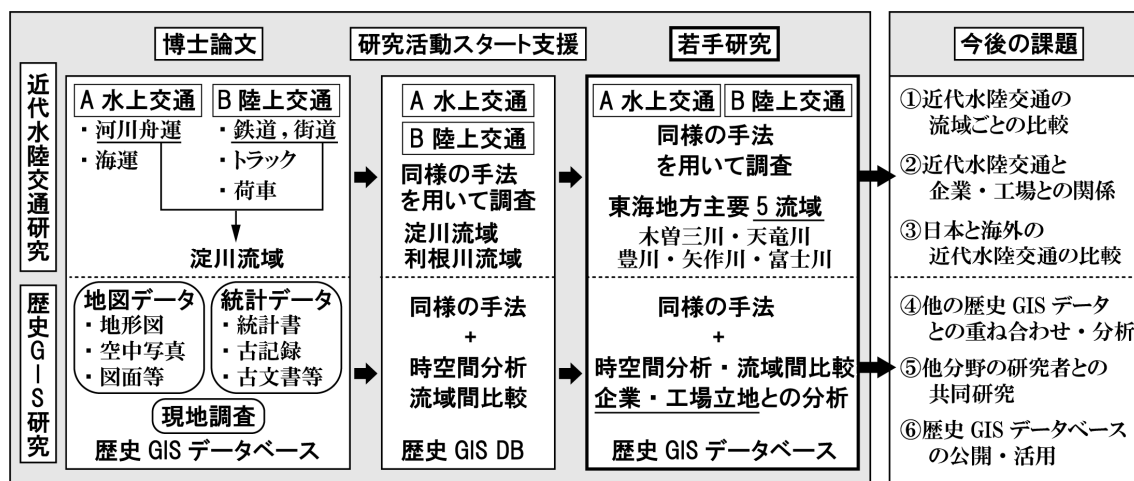 博士論文
研究活動スタート支援
若手研究
今後の課題
近代水陸交通研究
A 水上交通
・河川舟運
・海運
B 陸上交通
・鉄道，街道
・トラック
・荷車
淀川流域
A 水上交通
B 陸上交通
同様の手法
を用いて調査
淀川流域
利根川流域
A 水上交通
B 陸上交通
同様の手法
を用いて調査
東海地方主要 5 流域
木曽三川・天竜川
豊川・矢作川・富士川
①近代水陸交通の
流域ごとの比較
②近代水陸交通と
企業・工場との関係
③日本と海外の
近代水陸交通の比較
歴史GIS研究
地図データ
・地形図
・空中写真
・図面等
統計データ
・統計書
・古記録
・古文書等
現地調査
歴史 GIS データベース
同様の手法
+
時空間分析
流域間比較
歴史 GIS DB
同様の手法
+
時空間分析・流域間比較
企業・工場立地との分析
歴史 GIS データベース
④他の歴史 GIS データ
との重ね合わせ・分析
⑤他分野の研究者との
共同研究
⑥歴史 GIS データベース
の公開・活用